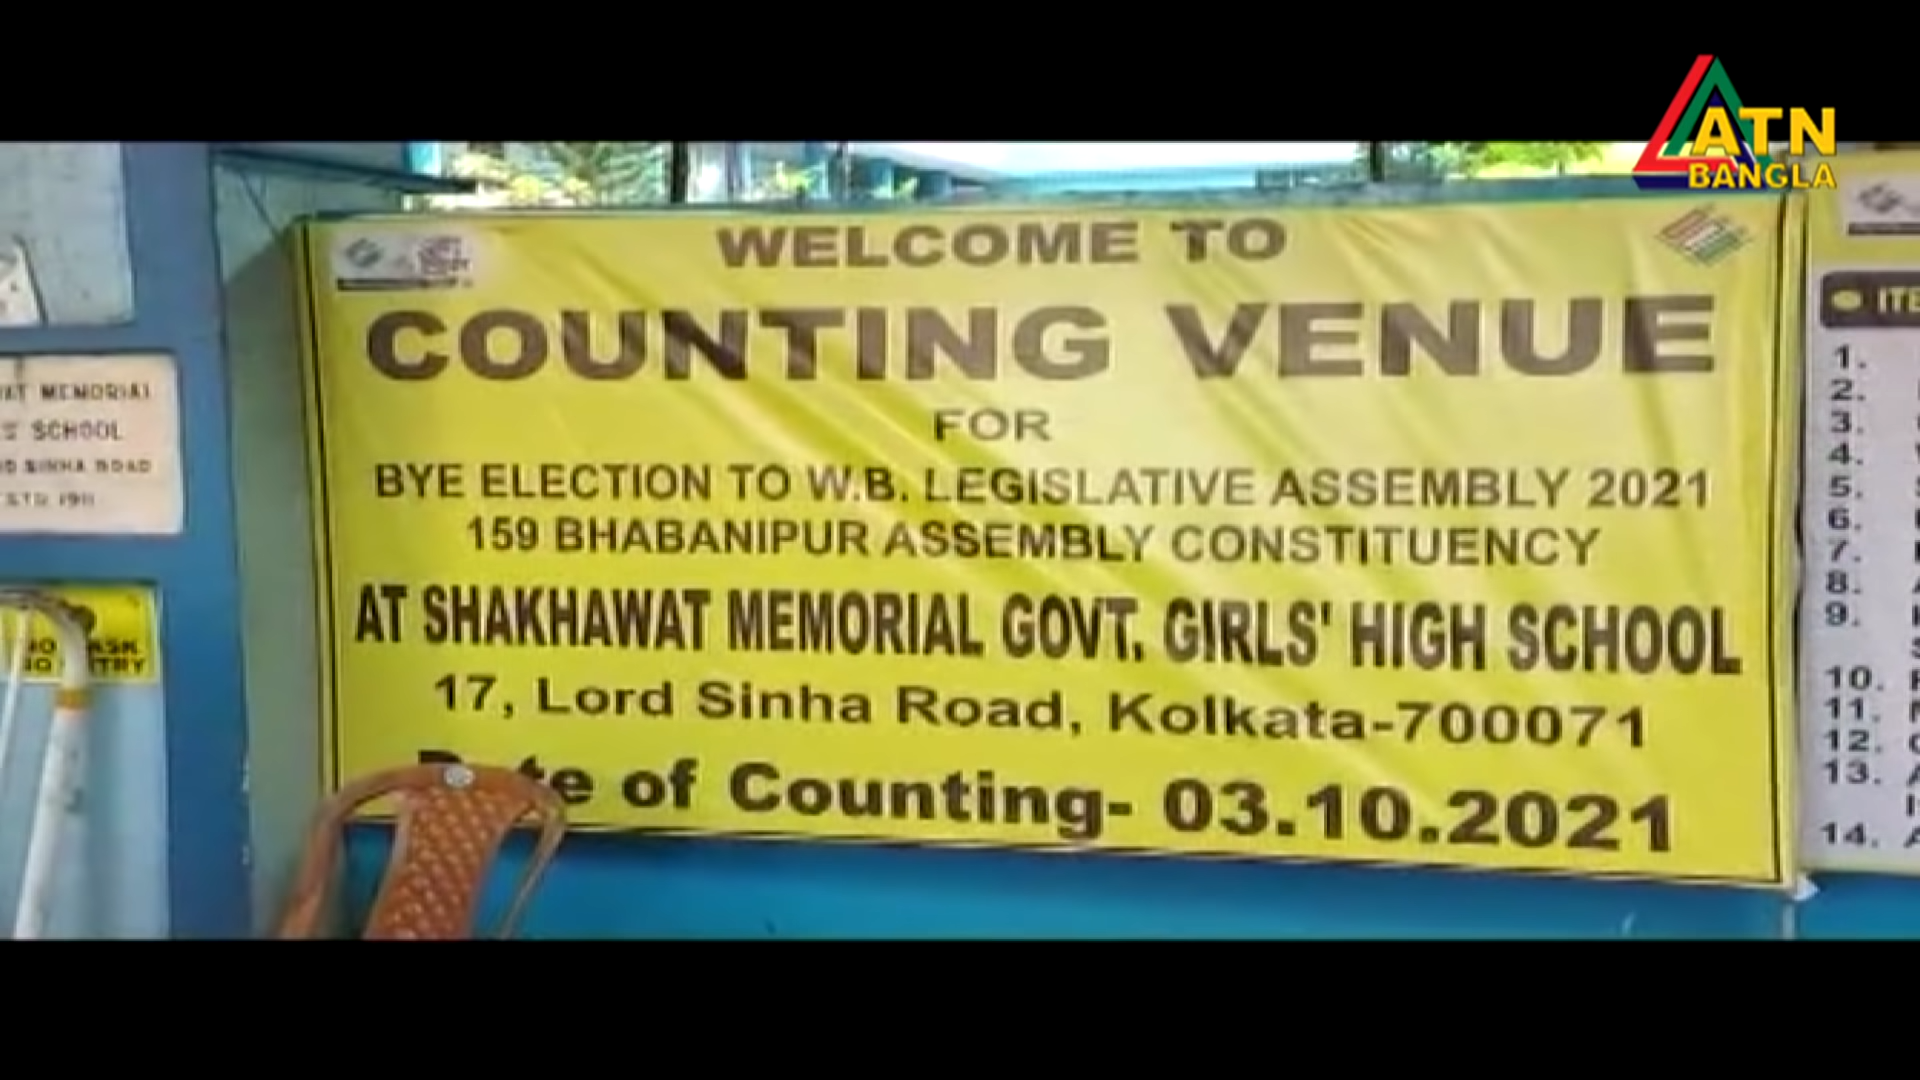 ATN
BANGLA
WELCOME TO
COUNTING VENUE
FOR
BYE ELECTION TO W.B. LEGISLATIVE ASSEMBLY 2021
159 BHABANIPUR ASSEMBLY CONSTITUENCY
AT SHAKHAWAT MEMORIAL GOVT. GIRLS' HIGH SCHOOL
17, Lord Sinha Road, Kolkata-700071
of Counting- 03.10.2021
MEMORIAL
SCHOOL
SINHA ROAD
1.
2.
3.
4.
5.
6.
7.
8.
9.
10.
11.
12.
13.
14.